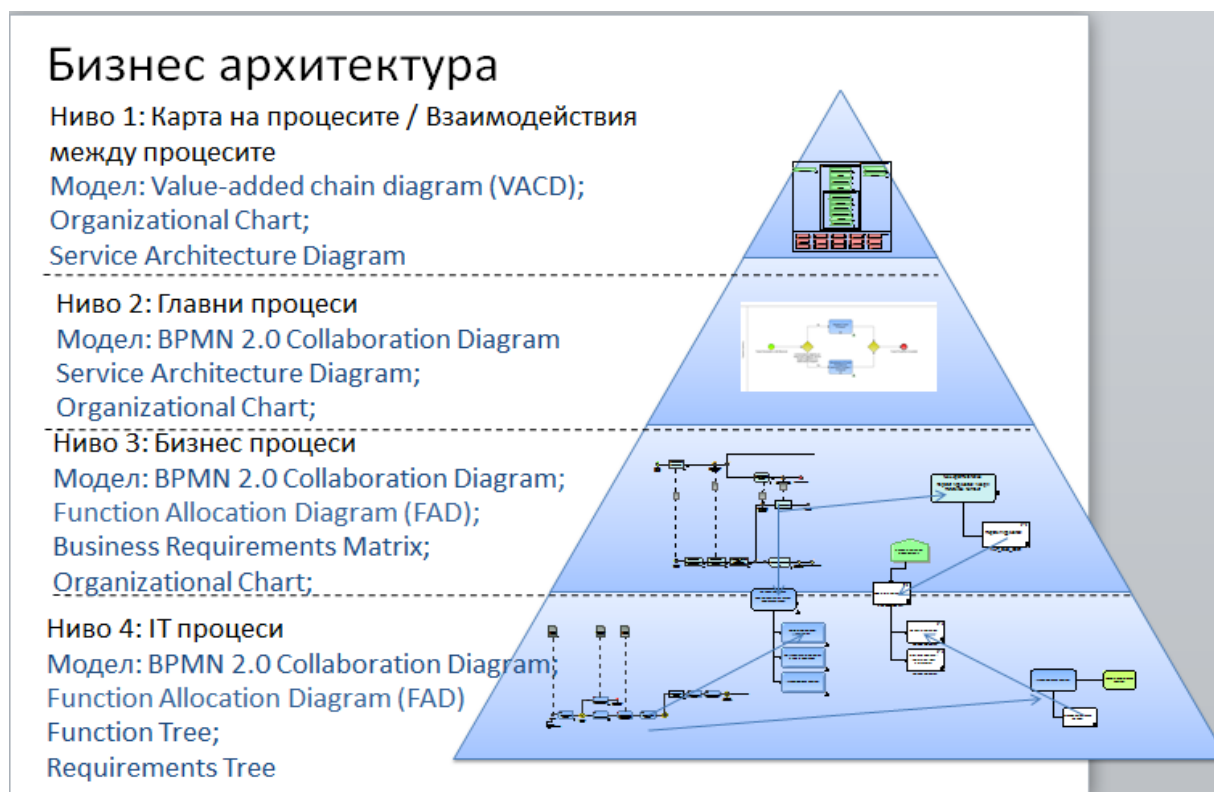 Бизнес архитектура
Ниво 1: Карта на процесите / Взаимодействия
между процесите
Модел: Value-added chain diagram (VACD);
Organizational Chart;
Service Architecture Diagram
Ниво 2: Главни процеси
Модел: BPMN 2.0 Collaboration Diagram
Service Architecture Diagram;
Organizational Chart;
Ниво 3: Бизнес процеси
Модел: BPMN 2.0 Collaboration Diagram;
Function Allocation Diagram (FAD);
Business Requirements Matrix;
Organizational Chart;
Ниво 4: IT процеси
Модел: BPMN 2.0 Collaboration Diagram;
Function Allocation Diagram (FAD)
Function Tree;
Requirements Tree